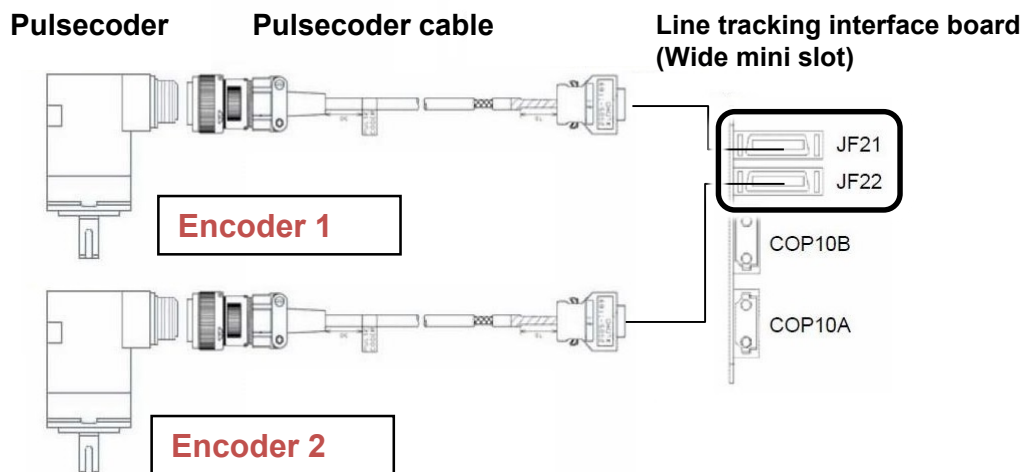 Pulsecoder
Pulsecoder cable
Line tracking interface board
(Wide mini slot)
JF21
JF22
Encoder 1
COP10B
COP10A
Encoder 2